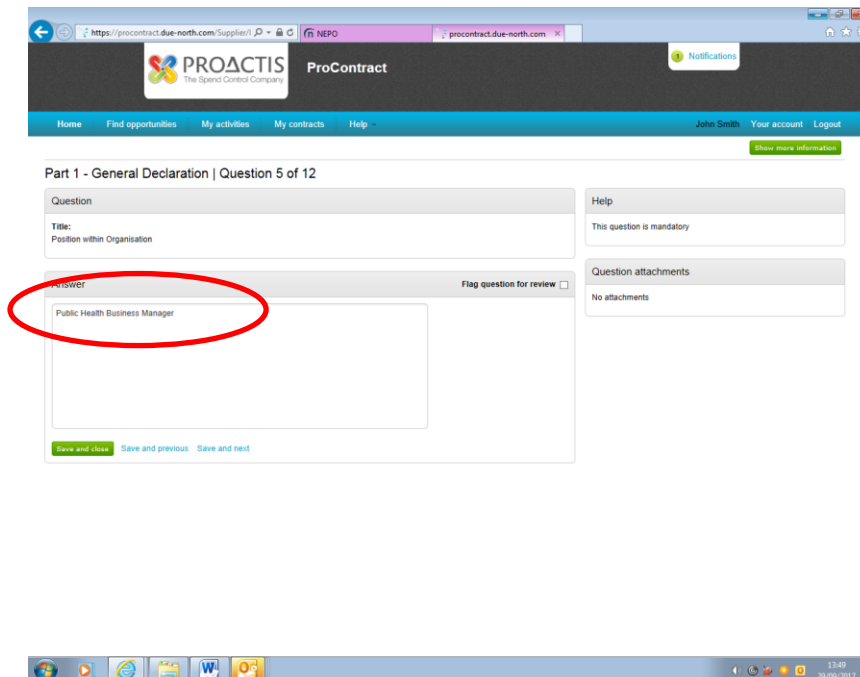 https://procontract.due-north.com/Supplier/
NEPO
procontract.due-north.com
PROACTIS
The Spend Control Company
ProContract
1 Notifications
Home Find opportunities My activities My contracts Help
John Smith Your account Logout
Show more information
Part 1 - General Declaration | Question 5 of 12
Question
Title:
Position within Organisation
Help
This question is mandatory
Answer
Flag question for review
Public Health Business Manager
Question attachments
No attachments
Save and close Save and previous Save and next
13:49
29/09/2017